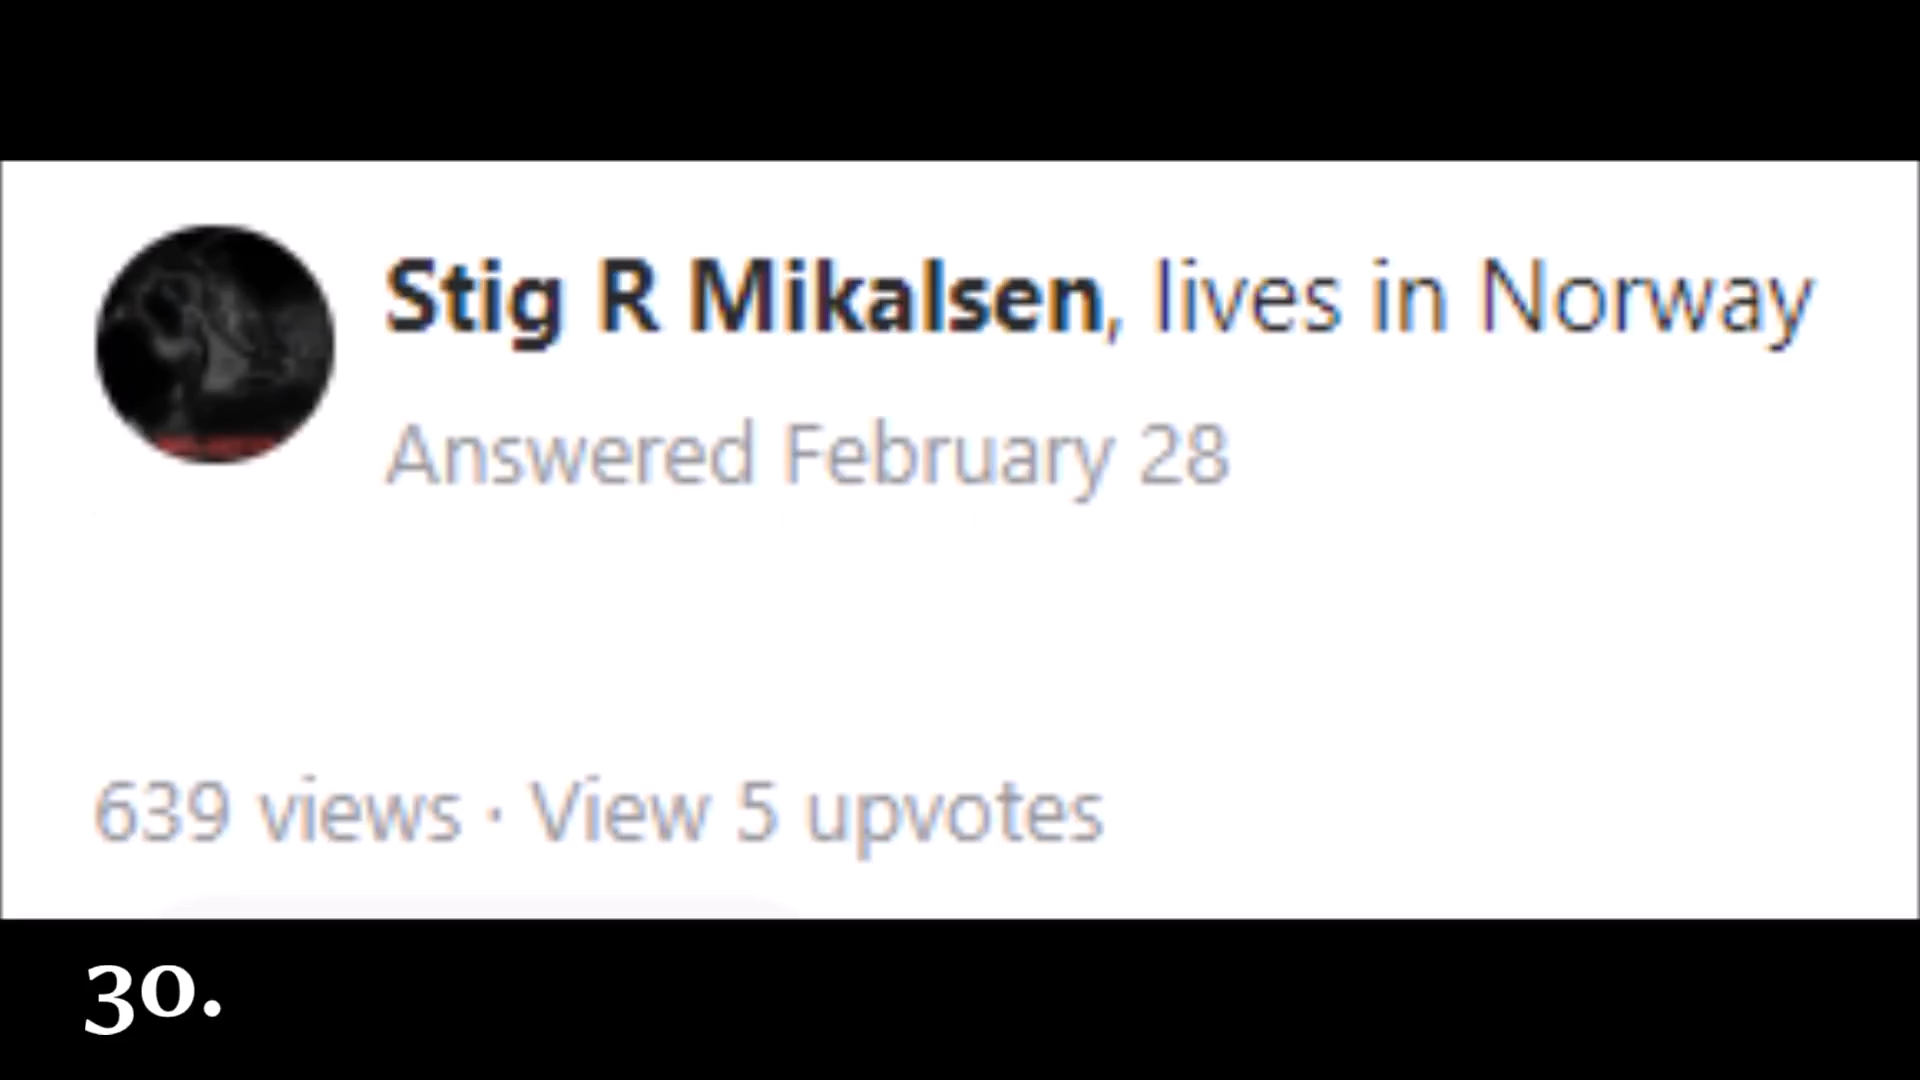 Stig R Mikalsen, lives in Norway
Answered February 28
639 views · View 5 upvotes
30.